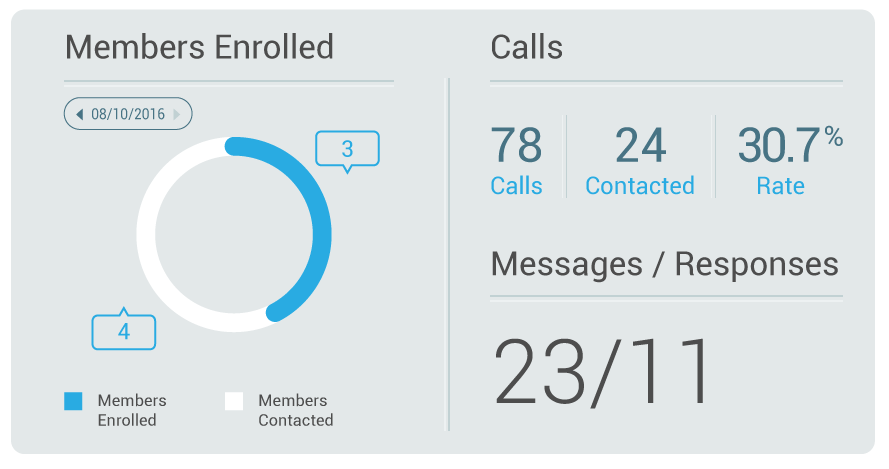 Members Enrolled
08/10/2016
3
4
Members
Enrolled
Members
Contacted
Calls
78
Calls
24
Contacted
30.7%
Rate
Messages / Responses
23/11